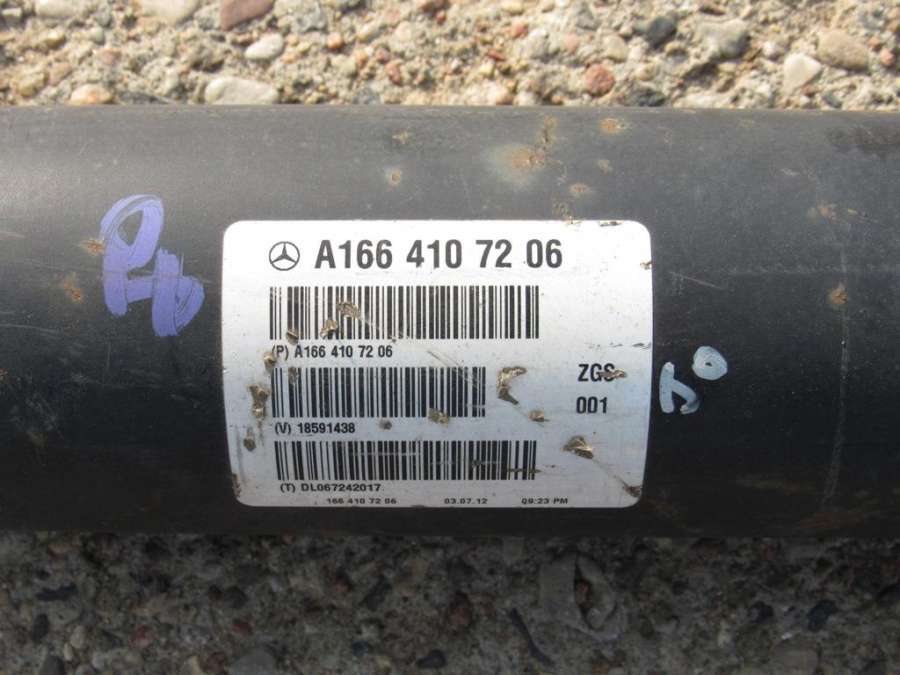 A166 410 72 06
(P) A166 410 72 06
ZGS
001
(V) 18591438
(T) DL067242017
166 410 72 06 03.07.12 09:23 PM
50